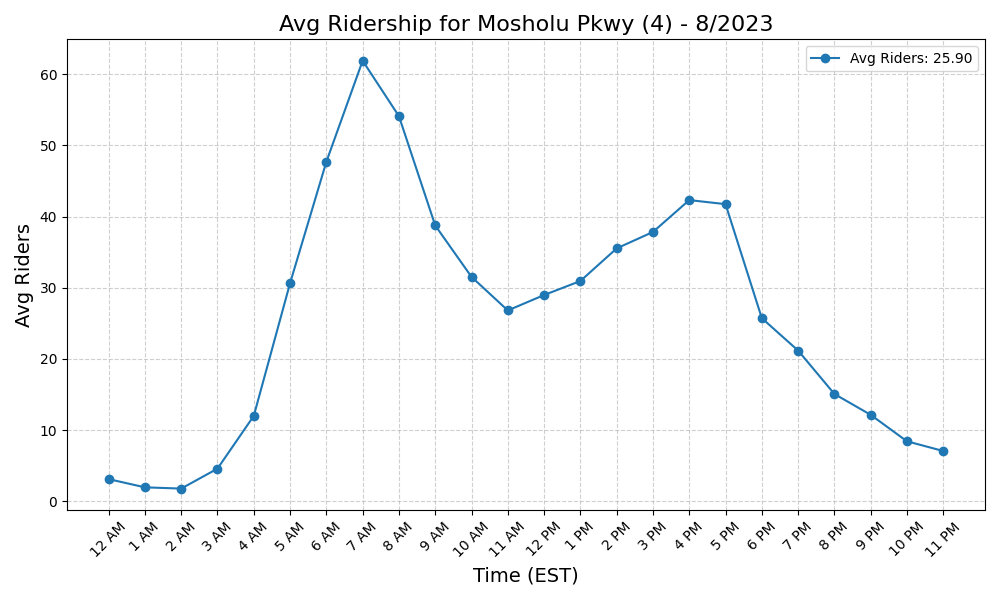 Avg Ridership for Mosholu Pkwy (4) - 8/2023
Avg Riders: 25.90
60
50
40
30
20
10
0
Avg Riders
12 AM
1 AM
2 AM
3 AM
4 AM
5 AM
6 AM
7 AM
8 AM
9 AM
10 AM
11 AM
12 PM
1 PM
2 PM
3 PM
4 PM
5 PM
6 PM
7 PM
8 PM
9 PM
10 PM
11 PM
Time (EST)